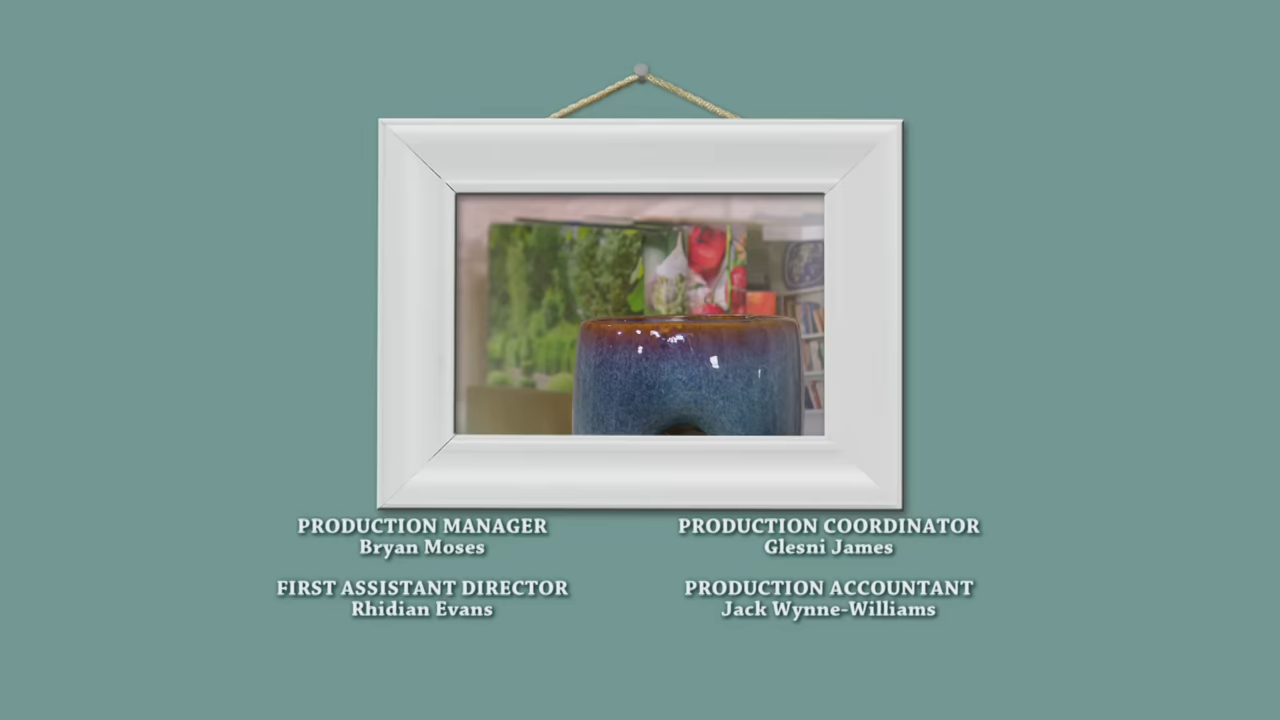 PRODUCTION MANAGER
Bryan Moses
FIRST ASSISTANT DIRECTOR
Rhidian Evans
PRODUCTION COORDINATOR
Glesni James
PRODUCTION ACCOUNTANT
Jack Wynne-Williams